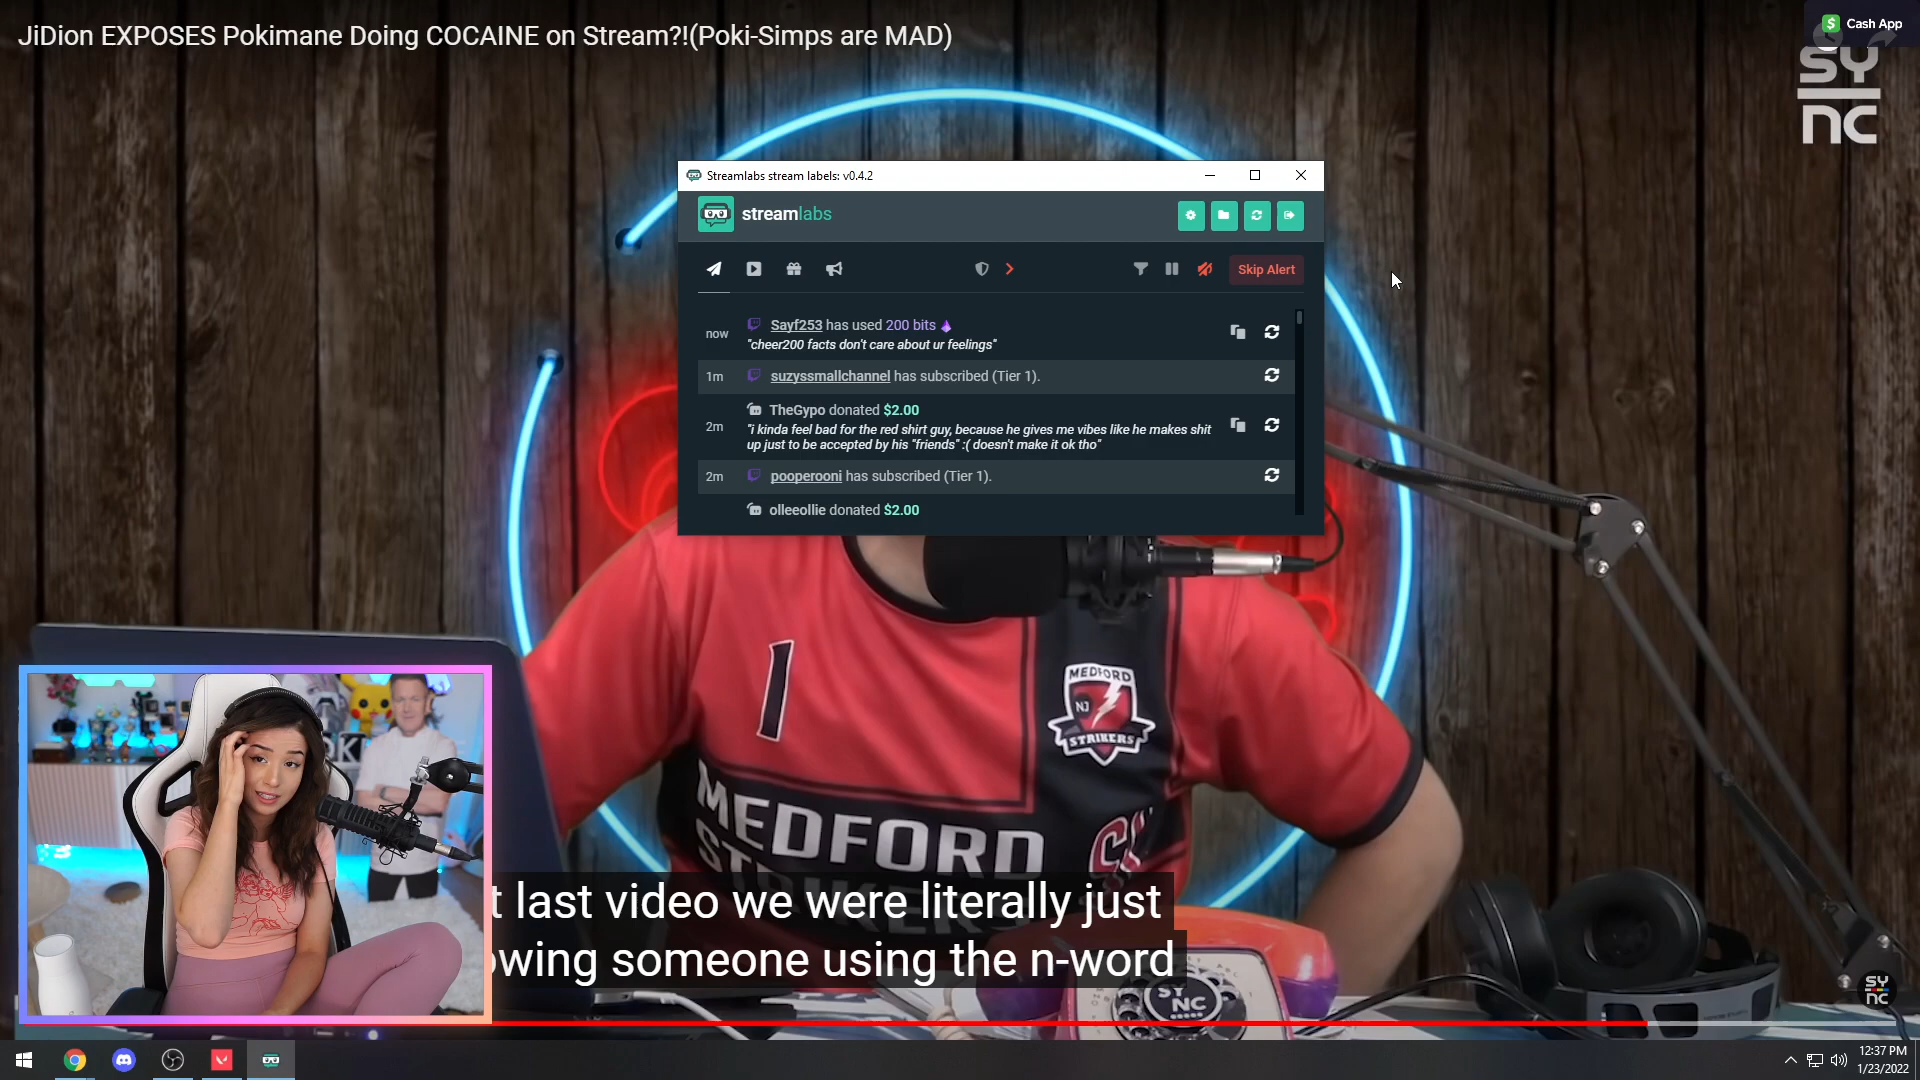 JiDion EXPOSES Pokimane Doing COCAINE on Stream?!(Poki-Simps are MAD)
Cash App
SY
nc
Streamlabs stream labels: v0.4.2
streamlabs
Skip Alert
now
Sayf253 has used 200 bits
"cheer200 facts don't care about ur feelings"
1m
suzyssmallchannel has subscribed (Tier 1).
TheGypo donated $2.00
2m
"i kinda feel bad for the red shirt guy, because he gives me vibes like he makes shit
up just to be accepted by his "friends" :( doesn't make it ok tho"
2m
pooperooni has subscribed (Tier 1).
olleeollie donated $2.00
1
MEDFORD
NJ
STRIKERS
MEDFORD
t last video we were literally just
owing someone using the n-word
SY
NC
SY
NC
12:37 PM
1/23/2022